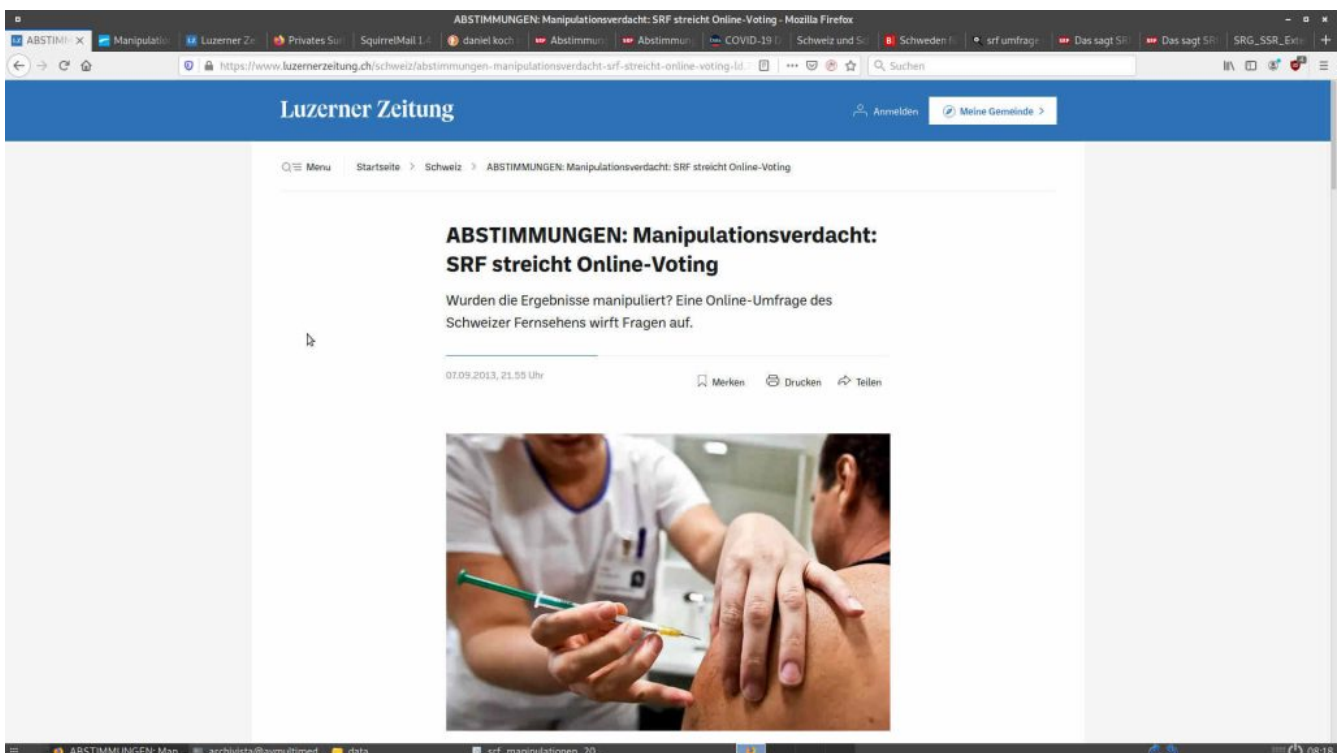 ABSTIMMUNGEN: Manipulationsverdacht: SRF streicht Online-Voting - Mozilla Firefox
ABSTIMM
Manipulatio
Luzerner Ze
Privates Sur
SquirrelMail 1.4
daniel koch
Abstimmun
Abstimmun
COVID-19 D
Schweiz und Sc
Schweden
srf umfrage
Das sagt SR
Das sagt SR
SRG_SSR_Ext
https://www.luzernerzeitung.ch/schweiz/abstimmungen-manipulationsverdacht-srf-streicht-online-voting-ld.
Suchen
Luzerner Zeitung
Anmelden
Meine Gemeinde >
Menu
Startseite > Schweiz > ABSTIMMUNGEN: Manipulationsverdacht: SRF streicht Online-Voting
ABSTIMMUNGEN: Manipulationsverdacht:
SRF streicht Online-Voting
Wurden die Ergebnisse manipuliert? Eine Online-Umfrage des
Schweizer Fernsehens wirft Fragen auf.
07.09.2013, 21.55 Uhr
Merken
Drucken
Teilen
ABSTIMMUNGEN: Man
archivista@avmultimed
data
srf_manipulationen_20
08:18